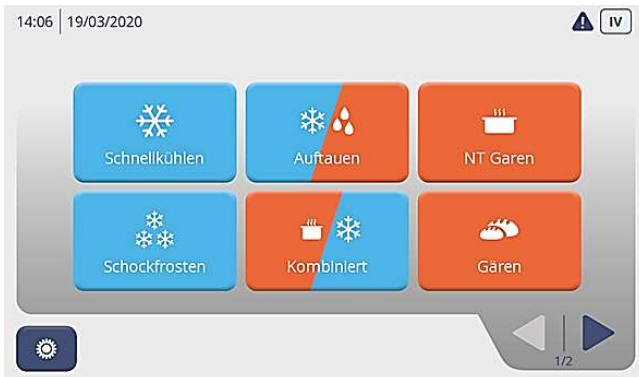 14:06 19/03/2020 IV
Schnellkühlen Auftauen NT Garen
Schockfrosten Kombiniert Gären
1/2